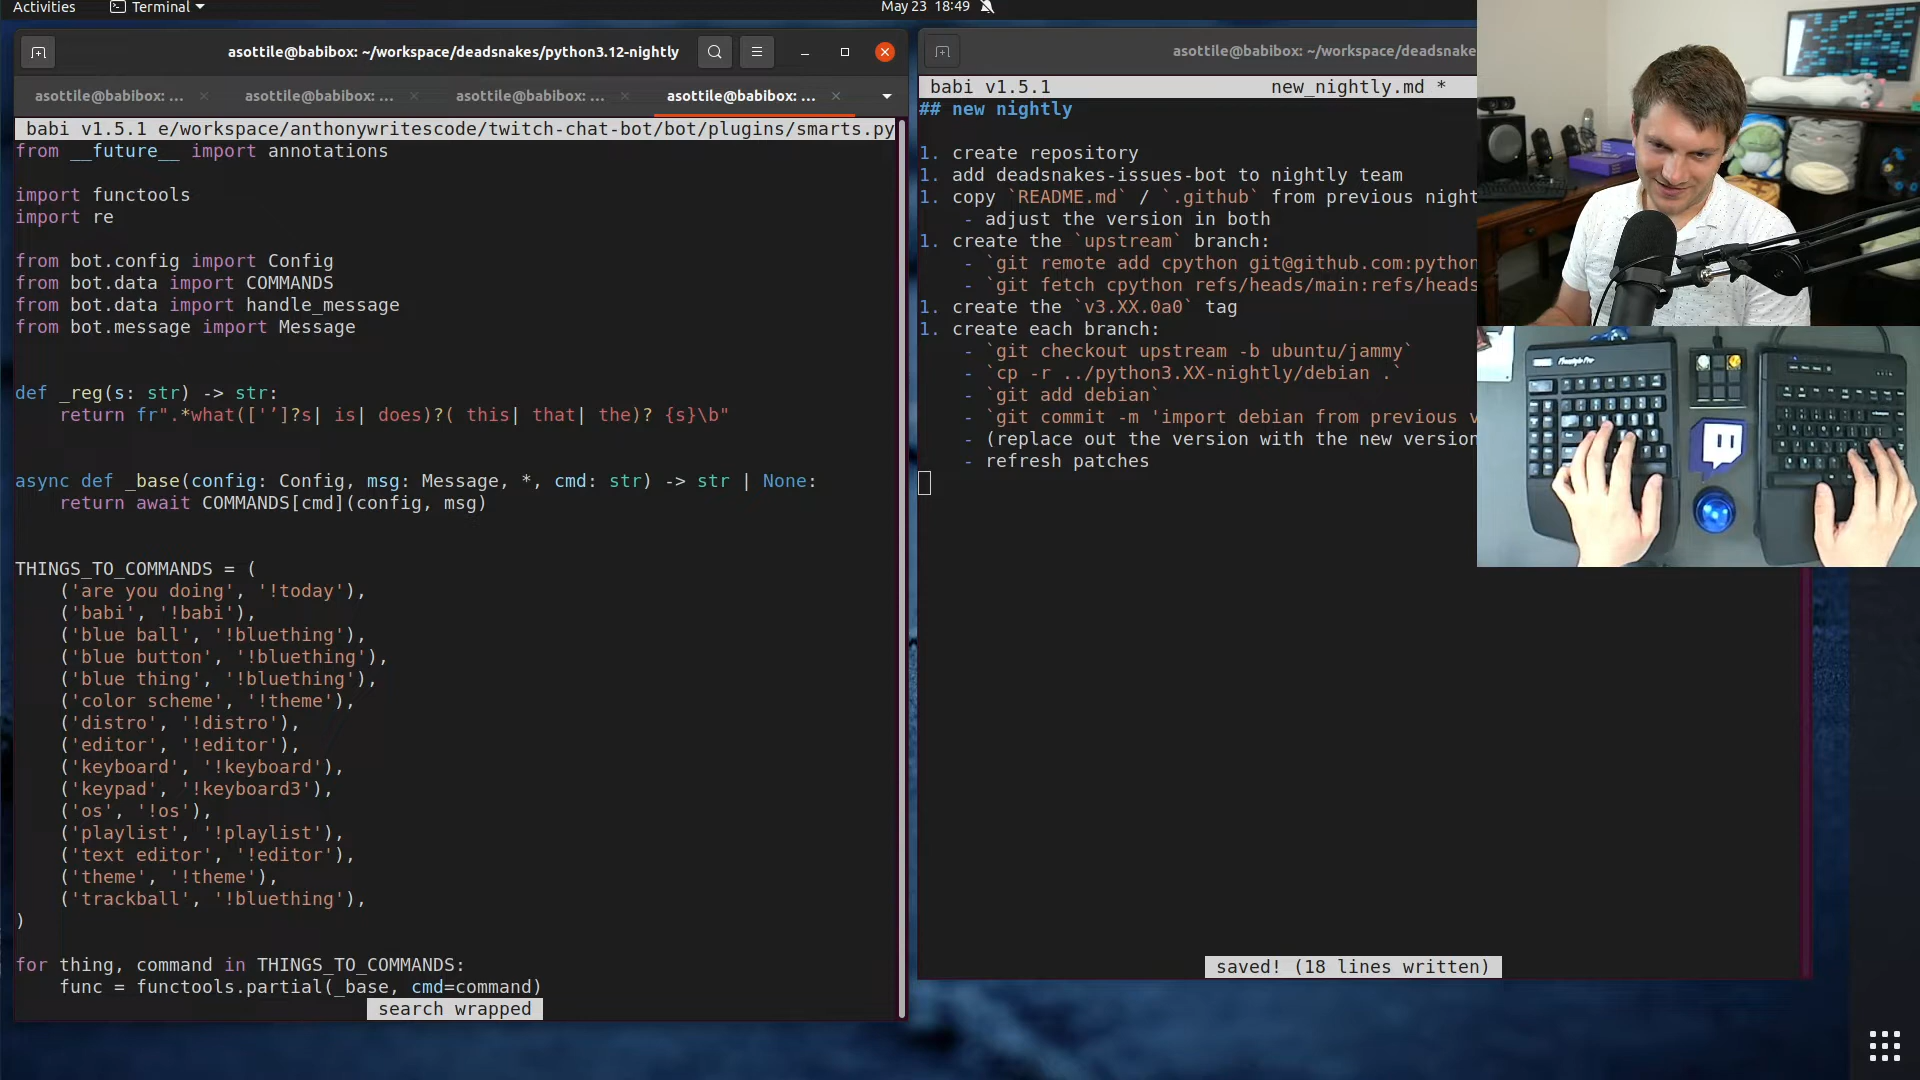 Activities
Terminal
May 23 18:49
asottile@babibox: ~/workspace/deadsnakes/python3.12-nightly
asottile@babibox: ...
asottile@babibox: ...
asottile@babibox: ...
asottile@babibox: ...
babi v1.5.1 e/workspace/anthonywritescode/twitch-chat-bot/bot/plugins/smarts.py
from __future__ import annotations
import functools
import re
from bot.config import Config
from bot.data import COMMANDS
from bot.data import handle_message
from bot.message import Message
def _reg(s: str) -> str:
    return fr".*what(['’]?s| is| does)?( this| that| the)? {s}\b"
async def _base(config: Config, msg: Message, *, cmd: str) -> str | None:
    return await COMMANDS[cmd](config, msg)
THINGS_TO_COMMANDS = (
    ('are you doing', '!today'),
    ('babi', '!babi'),
    ('blue ball', '!bluething'),
    ('blue button', '!bluething'),
    ('blue thing', '!bluething'),
    ('color scheme', '!theme'),
    ('distro', '!distro'),
    ('editor', '!editor'),
    ('keyboard', '!keyboard'),
    ('keypad', '!keyboard3'),
    ('os', '!os'),
    ('playlist', '!playlist'),
    ('text editor', '!editor'),
    ('theme', '!theme'),
    ('trackball', '!bluething'),
)
for thing, command in THINGS_TO_COMMANDS:
    func = functools.partial(_base, cmd=command)
search wrapped
asottile@babibox: ~/workspace/deadsnake
babi v1.5.1 new_nightly.md *
## new nightly
1. create repository
1. add deadsnakes-issues-bot to nightly team
1. copy `README.md` / `.github` from previous night
    - adjust the version in both
1. create the `upstream` branch:
    - `git remote add cpython git@github.com:python
    - `git fetch cpython refs/heads/main:refs/heads
1. create the `v3.XX.0a0` tag
1. create each branch:
    - `git checkout upstream -b ubuntu/jammy`
    - `cp -r ../python3.XX-nightly/debian .`
    - `git add debian`
    - `git commit -m 'import debian from previous v
    - (replace out the version with the new version
    - refresh patches
saved! (18 lines written)